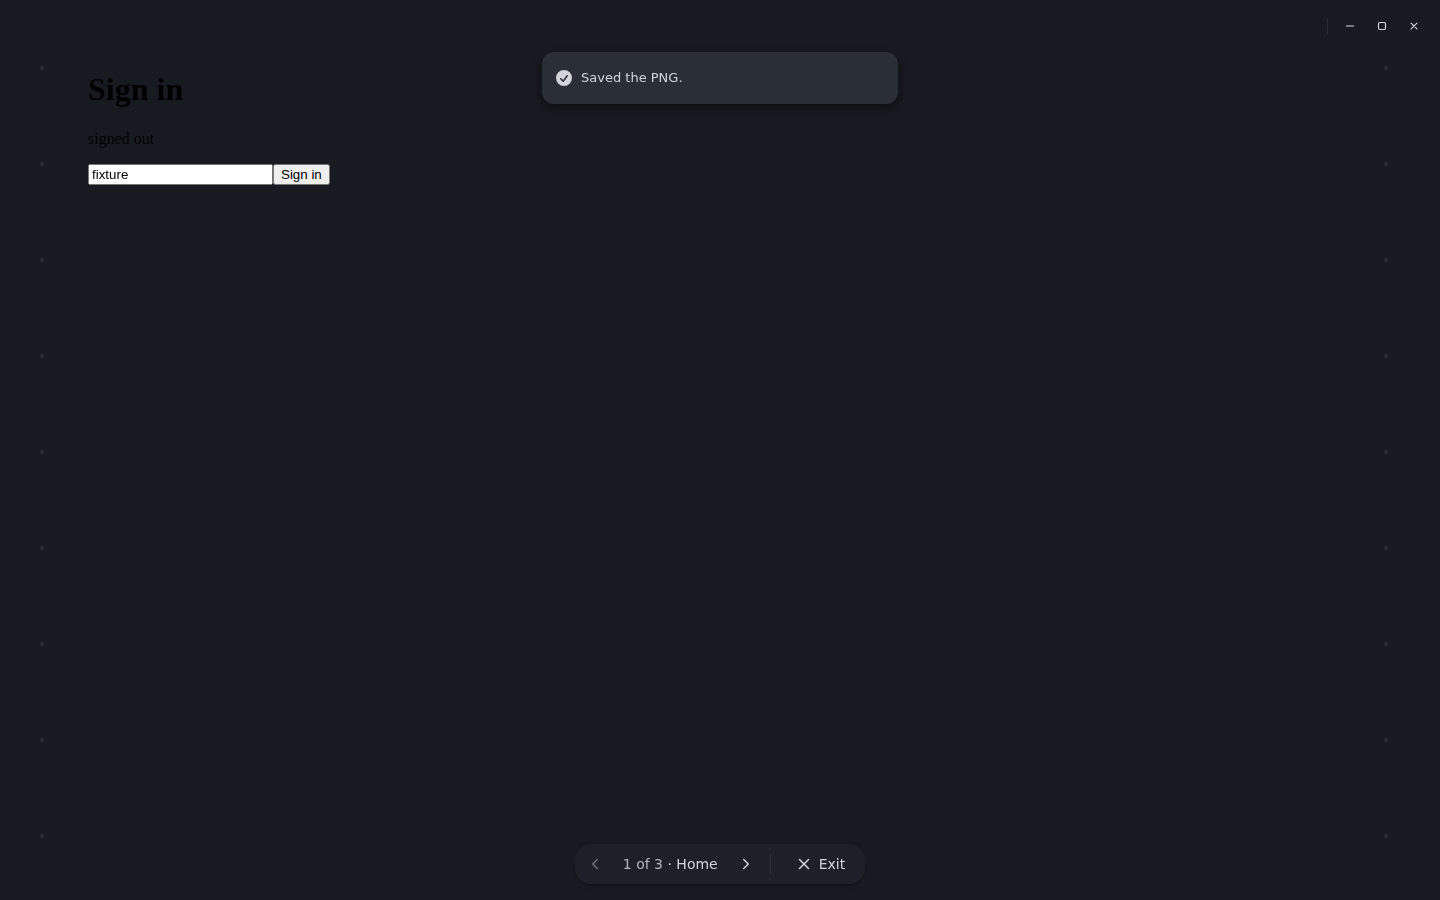 Saved the PNG.
Sign in
signed out
fixture
Sign in
1 of 3 · Home
Exit